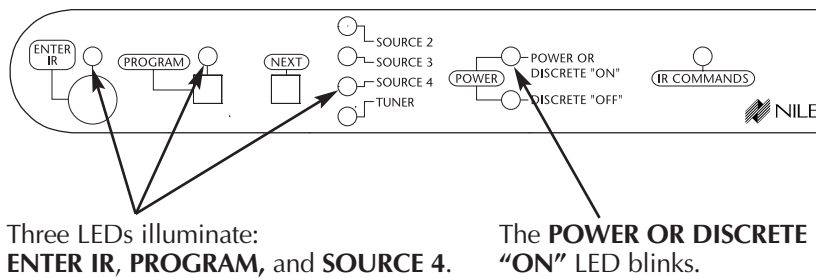 ENTER
IR
PROGRAM
NEXT
SOURCE 2
SOURCE 3
SOURCE 4
TUNER
POWER
POWER OR
DISCRETE "ON"
DISCRETE "OFF"
IR COMMANDS
NILE
Three LEDs illuminate:
ENTER IR, PROGRAM, and SOURCE 4.
The POWER OR DISCRETE
“ON” LED blinks.